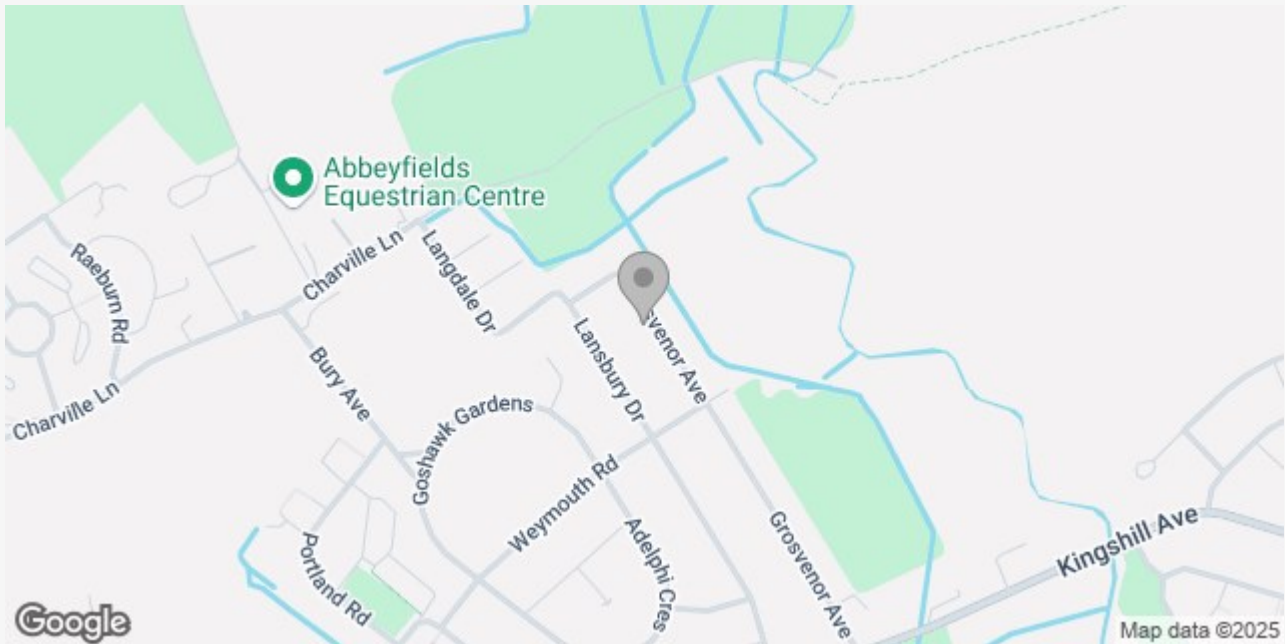 Abbeyfields
Equestrian Centre
Raeburn Rd
Charville Ln
Langdale Dr
svenor Ave
Lansbury Dr
Bury Ave
Goshawk Gardens
Charville Ln
Weymouth Rd
Adelphi Cres
Grosvenor Ave
Kingshill Ave
Portland Rd
Google
Map data ©2025